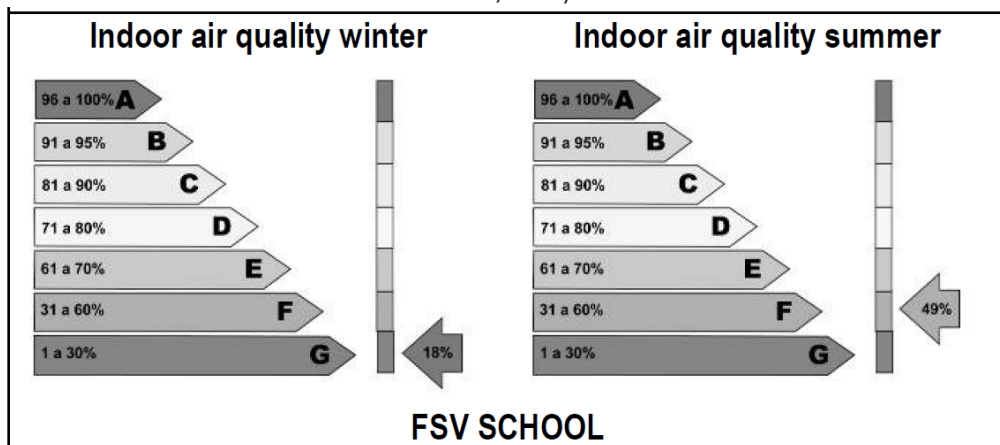 Indoor air quality winter
96 a 100% A
91 a 95% B
81 a 90% C
71 a 80% D
61 a 70% E
31 a 60% F
1 a 30% G
18%
Indoor air quality summer
96 a 100% A
91 a 95% B
81 a 90% C
71 a 80% D
61 a 70% E
31 a 60% F
1 a 30% G
49%
FSV SCHOOL